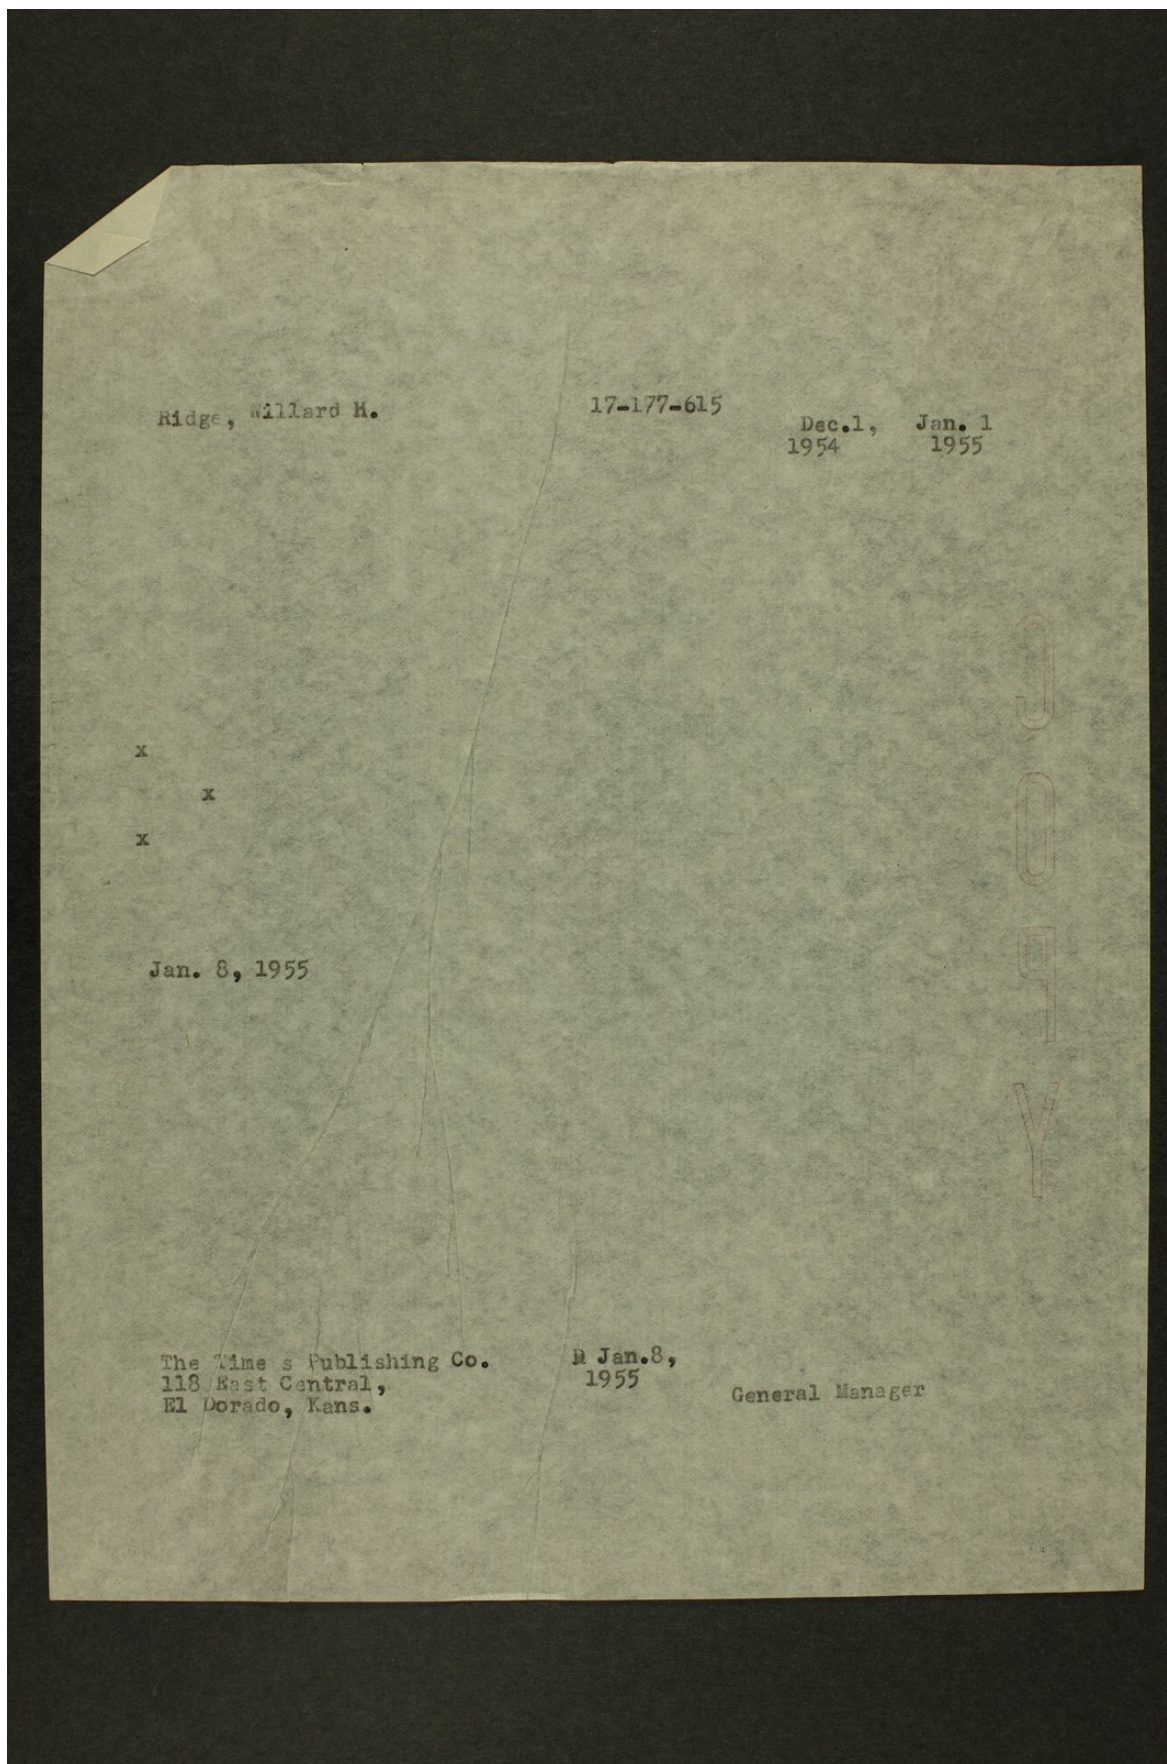 Ridge, Willard H. 17-177-615
Dec.1, Jan. 1
1954 1955
x
x
x
Jan. 8, 1955
COPY
The Time s Publishing Co. Jan.8,
118 East Central, 1955
El Dorado, Kans. General Manager